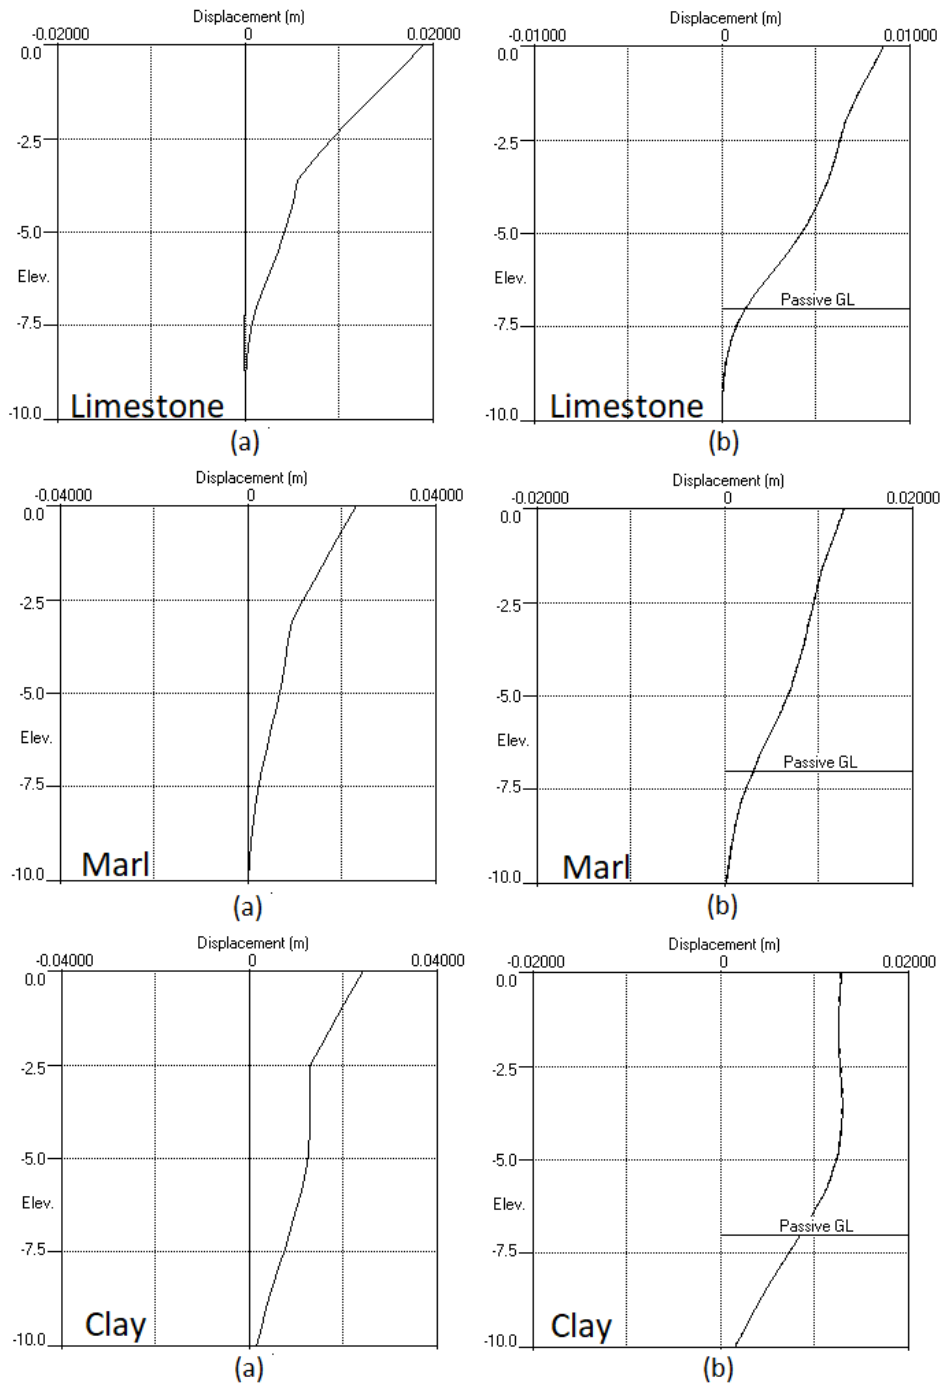 Displacement (m)
-0.02000 0 0.02000
0.0
-2.5
-5.0
Elev.
-7.5
-10.0
Limestone
(a)
Displacement (m)
-0.01000 0 0.01000
0.0
-2.5
-5.0
Elev.
Passive GL
-7.5
-10.0
Limestone
(b)
Displacement (m)
-0.04000 0 0.04000
0.0
-2.5
-5.0
Elev.
-7.5
-10.0
Marl
(a)
Displacement (m)
-0.02000 0 0.02000
0.0
-2.5
-5.0
Elev.
Passive GL
-7.5
-10.0
Marl
(b)
Displacement (m)
-0.04000 0 0.04000
0.0
-2.5
-5.0
Elev.
-7.5
-10.0
Clay
(a)
Displacement (m)
-0.02000 0 0.02000
0.0
-2.5
-5.0
Elev.
Passive GL
-7.5
-10.0
Clay
(b)